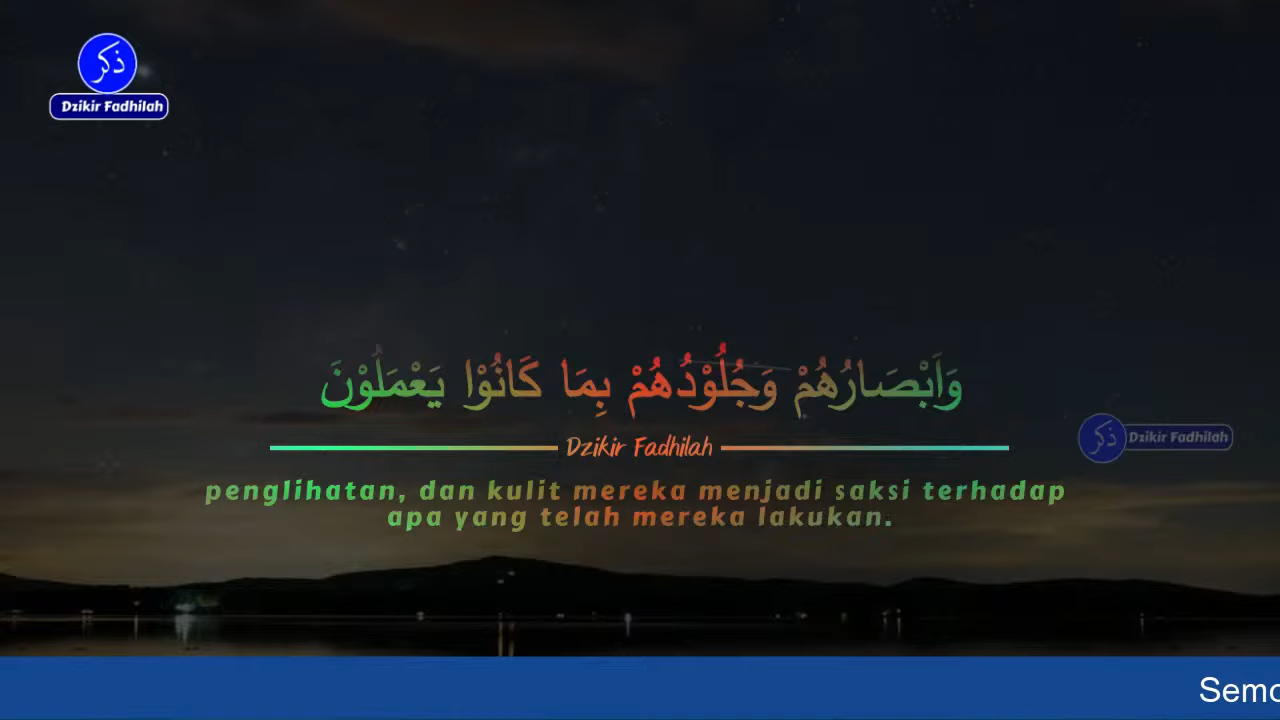 ذكر
Dzikir Fadhilah
وَاَبْصَارُهُمْ وَجُلُوْدُهُمْ بِمَا كَانُوْا يَعْمَلُوْنَ
Dzikir Fadhilah
ذكر
Dzikir Fadhilah
penglihatan, dan kulit mereka menjadi saksi terhadap
apa yang telah mereka lakukan.